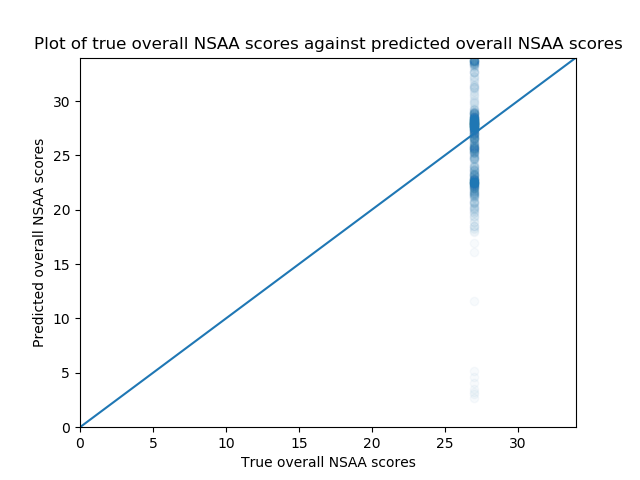 Plot of true overall NSAA scores against predicted overall NSAA scores
Predicted overall NSAA scores
30
25
20
15
10
5
0
0 5 10 15 20 25 30
True overall NSAA scores